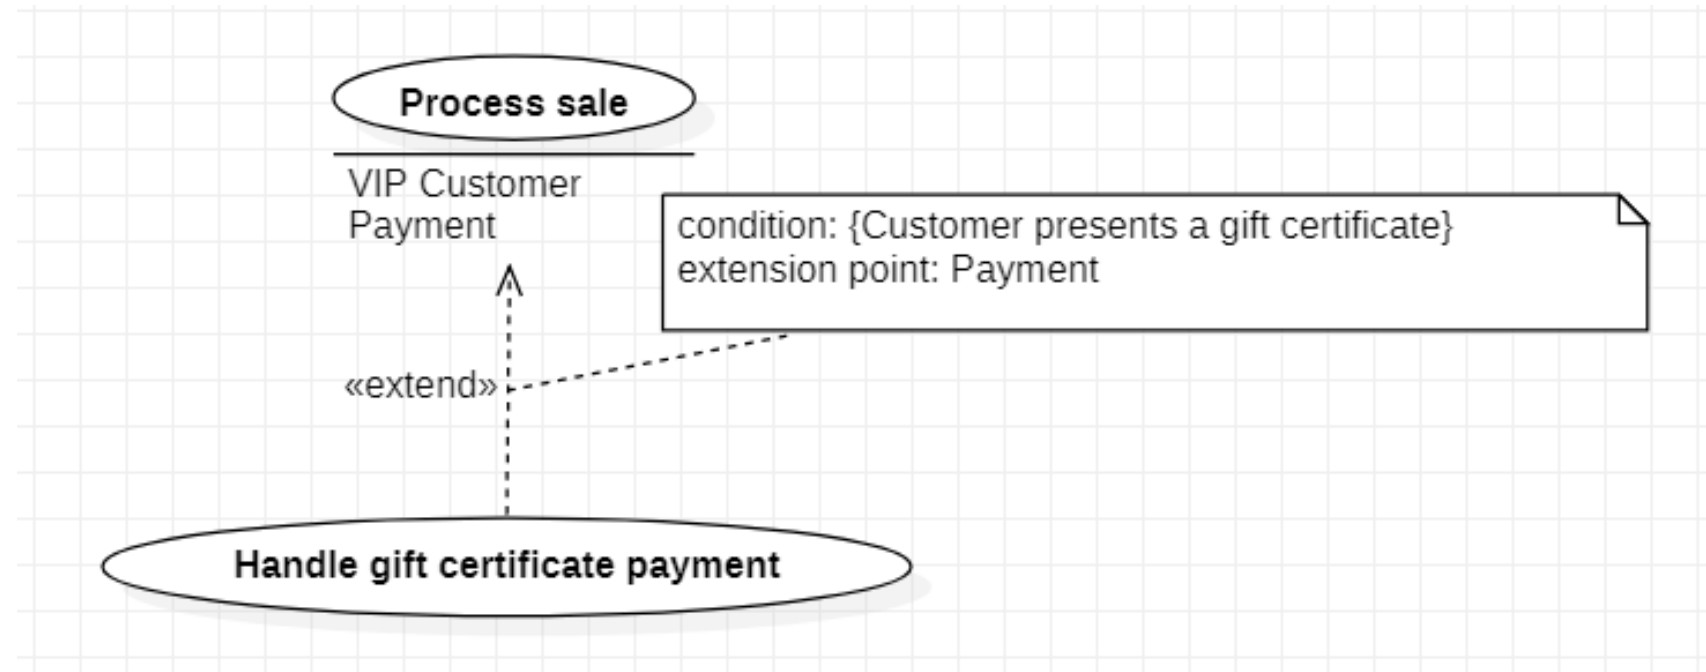 Process sale
VIP Customer
Payment
condition: {Customer presents a gift certificate}
extension point: Payment
«extend»
Handle gift certificate payment